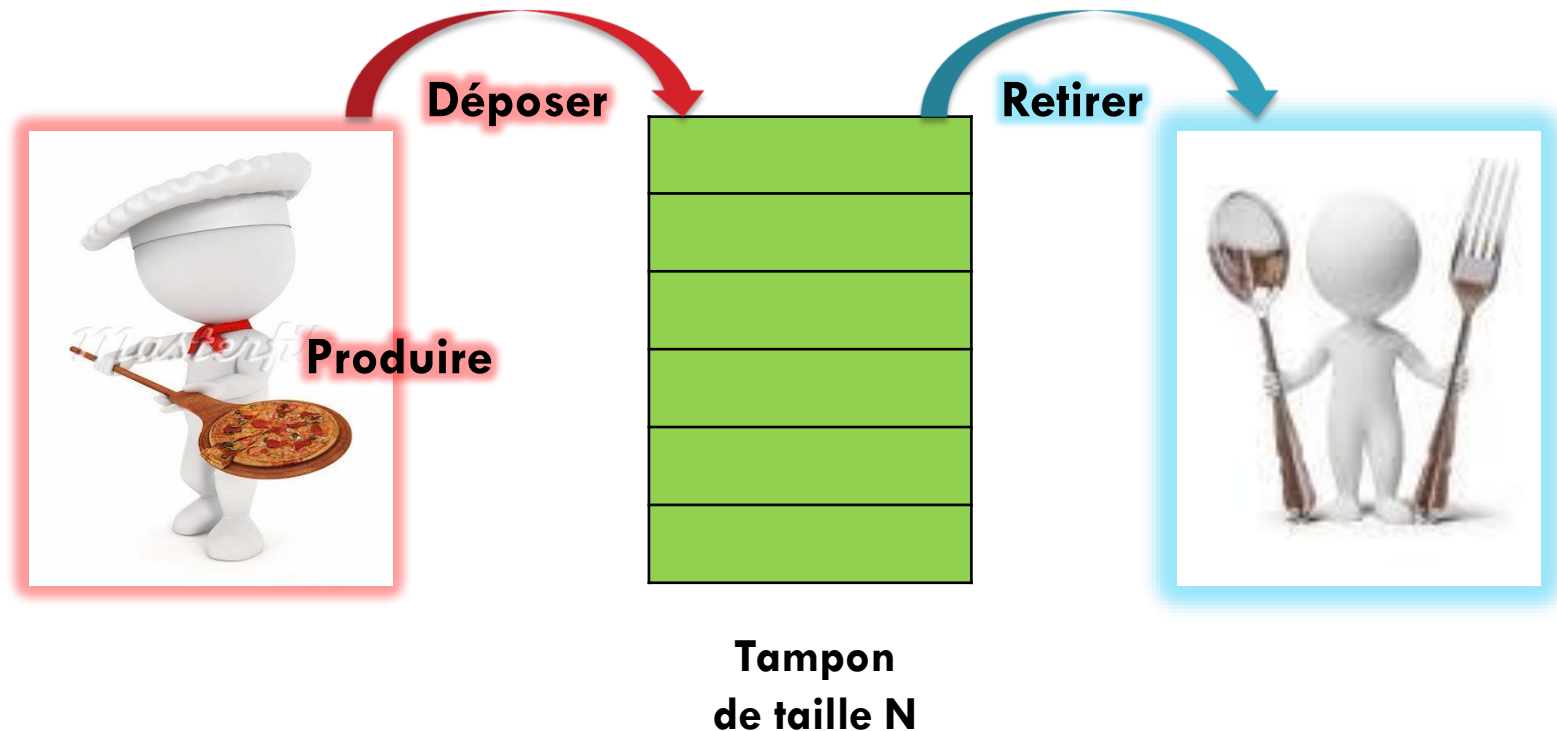 Déposer
Retirer
Produire
Tampon
de taille N